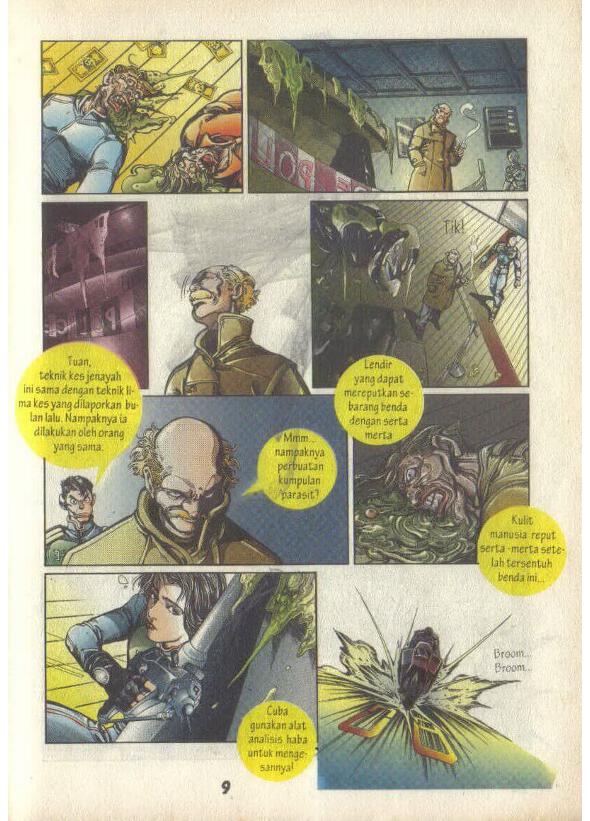 POLI
POLIC
Tik!
Tuan,
teknik kes jenayah
ini sama dengan teknik li-
ma kes yang dilaporkan bu-
lan lalu. Nampaknya ia
dilakukan oleh orang
yang sama.
Mmm...
nampaknya
perbuatan
kumpulan
parasit?
Lendir
yang dapat
mereputkan se-
barang benda
dengan serta
merta
Kulit
manusia reput
serta-merta sete-
lah tersentuh
benda ini...
Cuba
gunakan alat
analisis haba
untuk menge-
sannya!
Broom...
Broom...
9